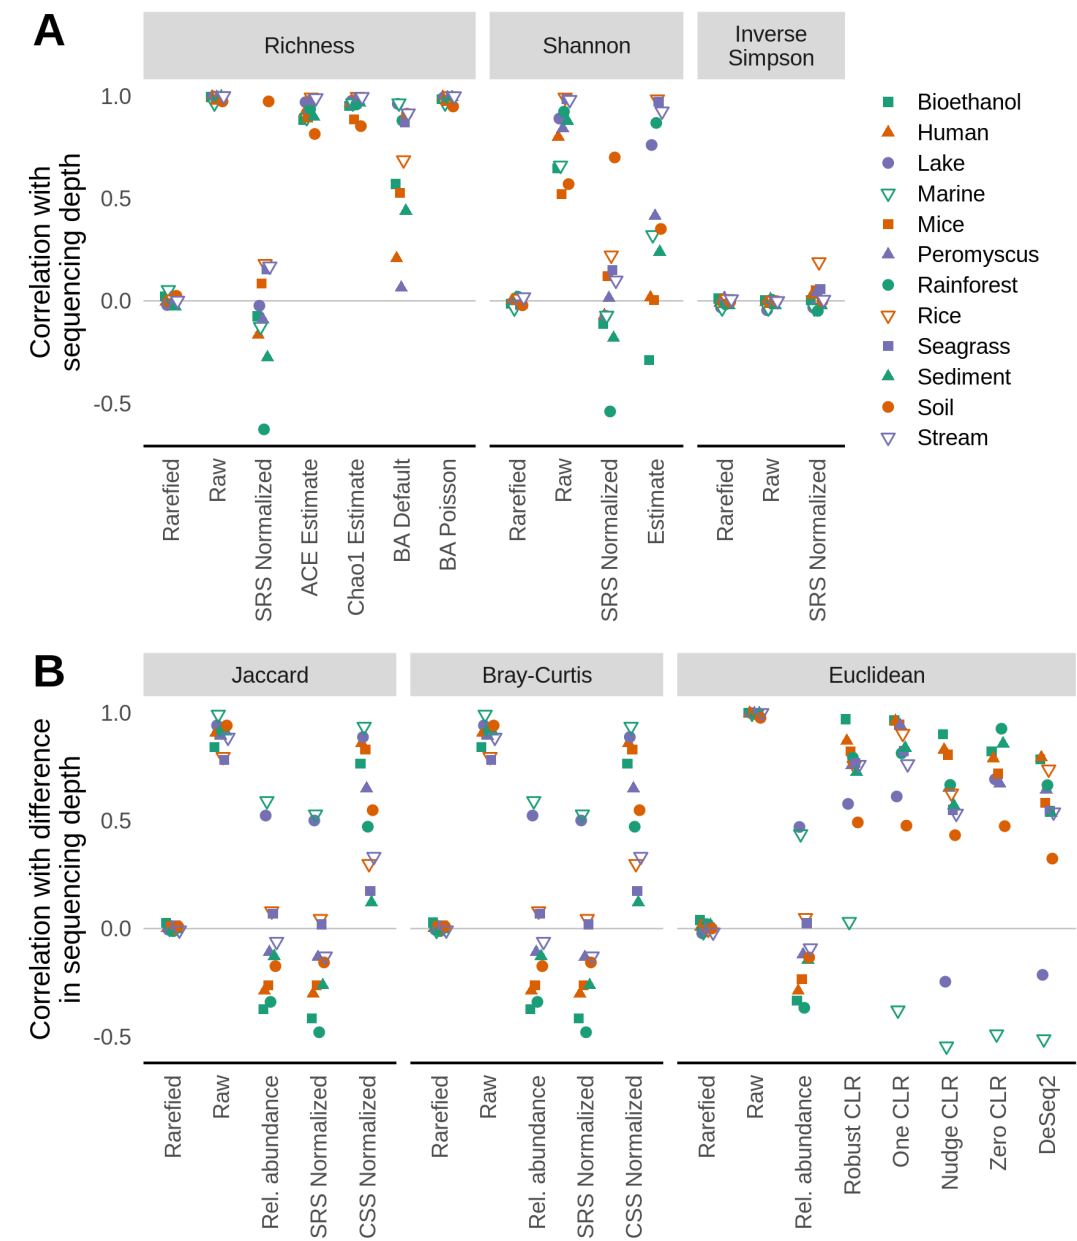 A
Richness
Shannon
Inverse
Simpson
Correlation with
sequencing depth
1.0
0.5
0.0
-0.5
Rarefied
Raw
SRS Normalized
ACE Estimate
Chao1 Estimate
BA Default
BA Poisson
Rarefied
Raw
SRS Normalized
Estimate
Rarefied
Raw
SRS Normalized
Bioethanol
Human
Lake
Marine
Mice
Peromyscus
Rainforest
Rice
Seagrass
Sediment
Soil
Stream
B
Jaccard
Bray-Curtis
Euclidean
Correlation with difference
in sequencing depth
1.0
0.5
0.0
-0.5
Rarefied
Raw
Rel. abundance
SRS Normalized
CSS Normalized
Rarefied
Raw
Rel. abundance
SRS Normalized
CSS Normalized
Rarefied
Raw
Rel. abundance
Robust CLR
One CLR
Nudge CLR
Zero CLR
DeSeq2